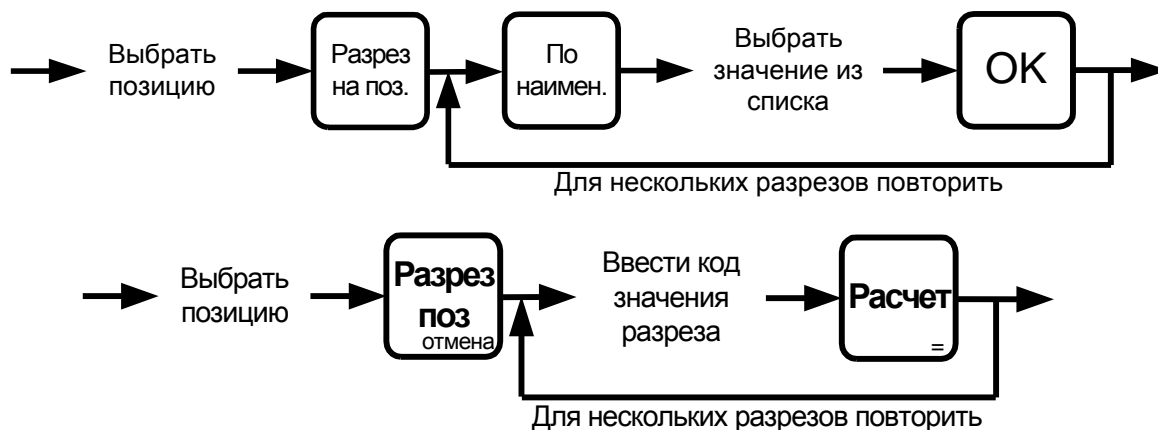 Выбрать
позицию
Разрез
на поз.
По
наимен.
Выбрать
значение из
списка
OK
Для нескольких разрезов повторить
Выбрать
позицию
Разрез
поз
отмена
Ввести код
значения
разреза
Расчет
=
Для нескольких разрезов повторить